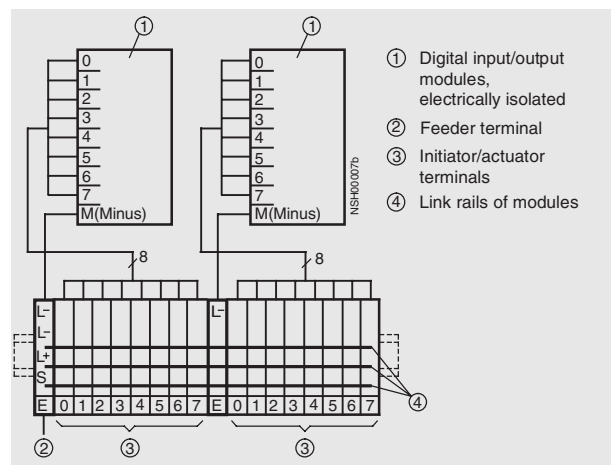 ① ①
0
1
2
3
4
5
6
7
M(Minus)
0
1
2
3
4
5
6
7
M(Minus)
NSH00007b
① Digital input/output
modules,
electrically isolated
② Feeder terminal
③ Initiator/actuator
terminals
④ Link rails of modules
8 8
L- L-
L-
L+
S
E 0 1 2 3 4 5 6 7 E 0 1 2 3 4 5 6 7
④
② ③ ③